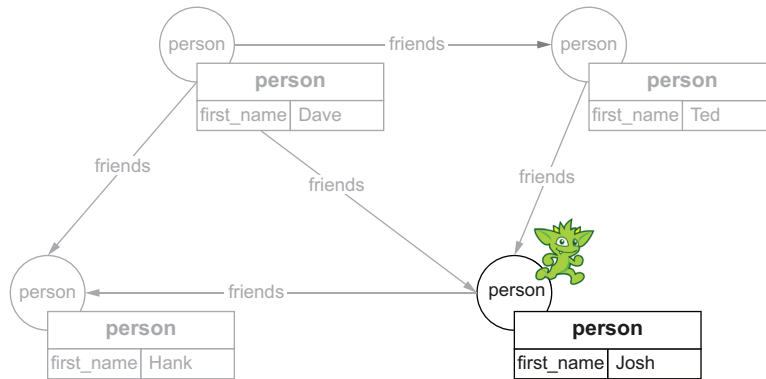 person
friends
person
person
first_name Dave
person
first_name Ted
friends
friends
friends
person
friends
person
person
first_name Hank
person
first_name Josh